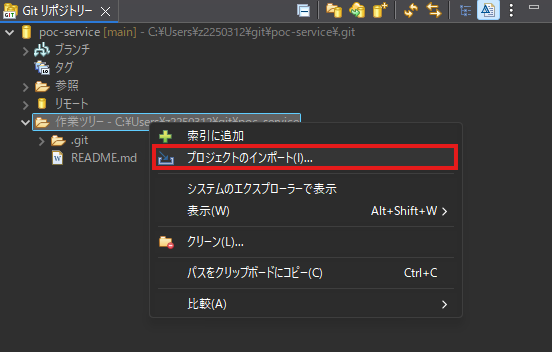 Git リポジトリー
poc-service [main] - C:¥Users¥z2250312¥git¥poc-service¥.git
ブランチ
タグ
参照
リモート
作業ツリー - C:¥Users¥z2250312¥git¥poc-service
.git
README.md
索引に追加
プロジェクトのインポート(I)...
システムのエクスプローラーで表示
表示(W) Alt+Shift+W
クリーン(L)...
パスをクリップボードにコピー(C) Ctrl+C
比較(A)